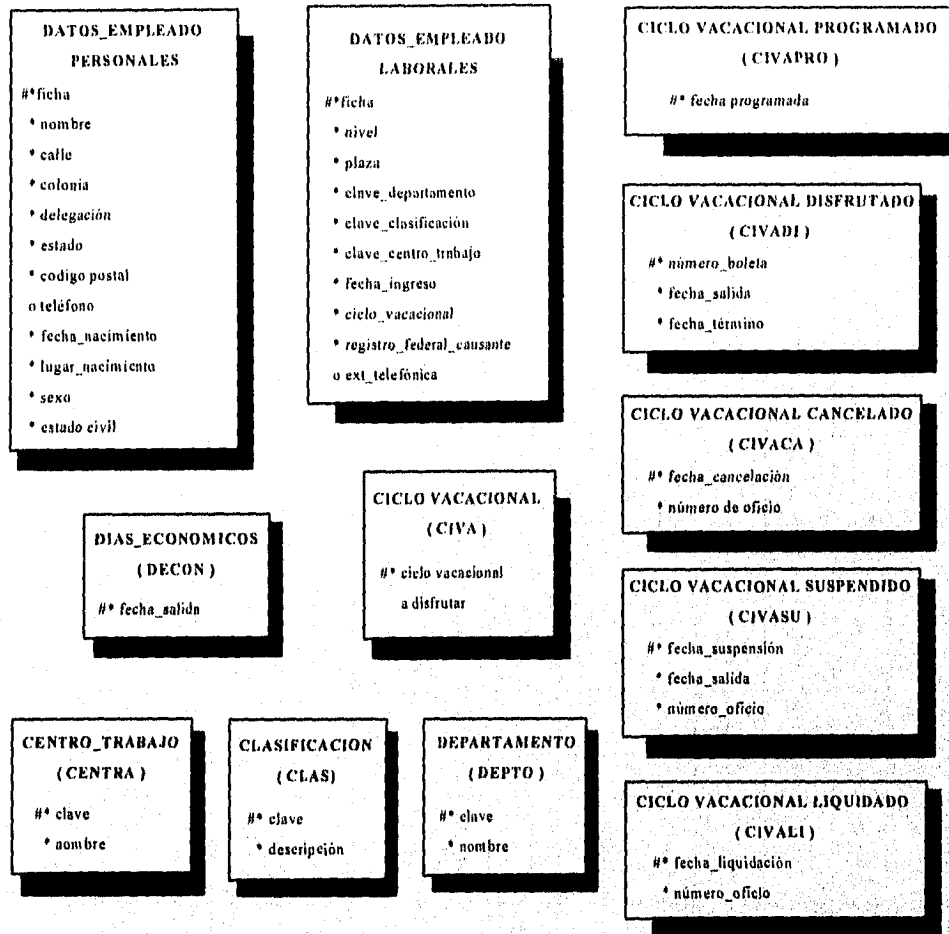 DATOS_EMPLEADO
PERSONALES
#*ficha
* nombre
* calle
* colonia
* delegación
* estado
* codigo postal
o teléfono
* fecha_nacimiento
* lugar_nacimiento
* sexo
* estado civil
DATOS_EMPLEADO
LABORALES
#*ficha
* nivel
* plaza
* clave_departamento
* clave_clasificación
* clave_centro_trabajo
* fecha_ingreso
* ciclo_vacacional
* registro_federal_causante
o ext_telefónica
CICLO VACACIONAL PROGRAMADO
( CIVAPRO )
#* fecha programada
CICLO VACACIONAL DISFRUTADO
( CIVADI )
#* número_boleta
* fecha_salida
* fecha_término
CICLO VACACIONAL CANCELADO
( CIVACA )
#* fecha_cancelación
* número de oficio
DIAS_ECONOMICOS
( DECON )
#* fecha_salida
CICLO VACACIONAL
( CIVA )
#* ciclo vacacional
a disfrutar
CICLO VACACIONAL SUSPENDIDO
( CIVASU )
#* fecha_suspensión
* fecha_salida
* número_oficio
CENTRO_TRABAJO
( CENTRA )
#* clave
* nombre
CLASIFICACION
( CLAS)
#* clave
* descripción
DEPARTAMENTO
( DEPTO )
#* clave
* nombre
CICLO VACACIONAL LIQUIDADO
( CIVALI )
#* fecha_liquidación
* número_oficio